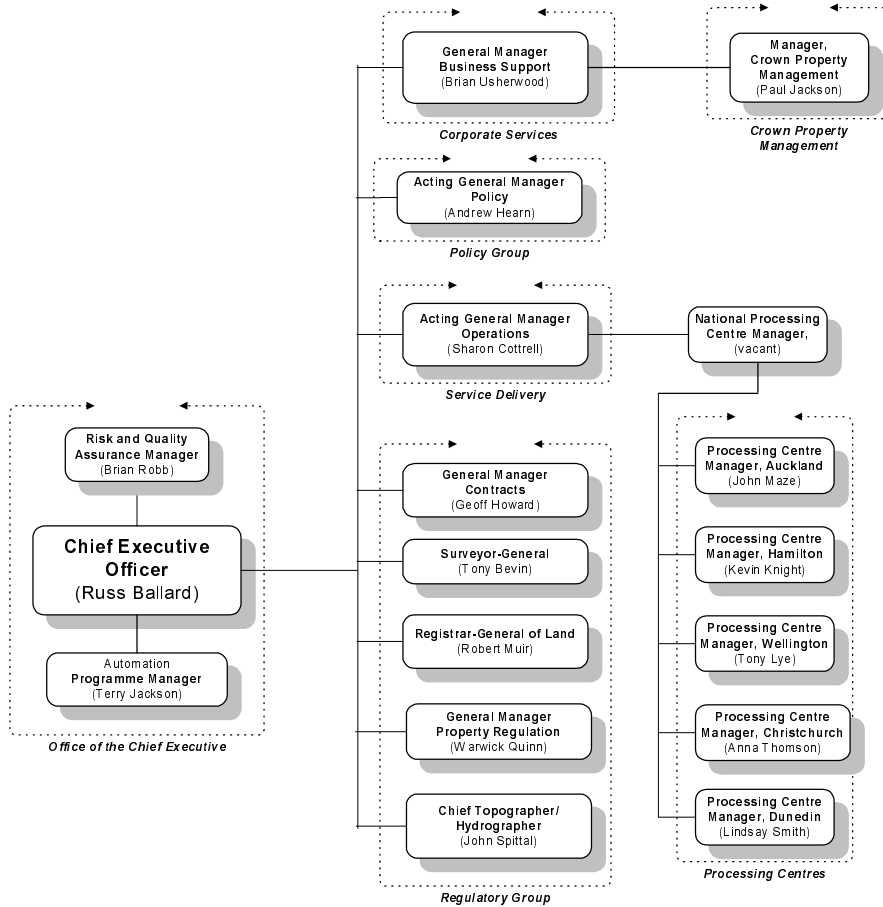 General Manager
Business Support
(Brian Usherwood)
Corporate Services
Manager,
Crown Property
Management
(Paul Jackson)
Crown Property
Management
Acting General Manager
Policy
(Andrew Hearn)
Policy Group
Acting General Manager
Operations
(Sharon Cottrell)
Service Delivery
National Processing
Centre Manager,
(vacant)
Risk and Quality
Assurance Manager
(Brian Robb)
Chief Executive
Officer
(Russ Ballard)
Automation
Programme Manager
(Terry Jackson)
Office of the Chief Executive
General Manager
Contracts
(Geoff Howard)
Surveyor-General
(Tony Bevin)
Registrar-General of Land
(Robert Muir)
General Manager
Property Regulation
(Warwick Quinn)
Chief Topographer/
Hydrographer
(John Spittal)
Regulatory Group
Processing Centre
Manager, Auckland
(John Maze)
Processing Centre
Manager, Hamilton
(Kevin Knight)
Processing Centre
Manager, Wellington
(Tony Lye)
Processing Centre
Manager, Christchurch
(Anna Thomson)
Processing Centre
Manager, Dunedin
(Lindsay Smith)
Processing Centres